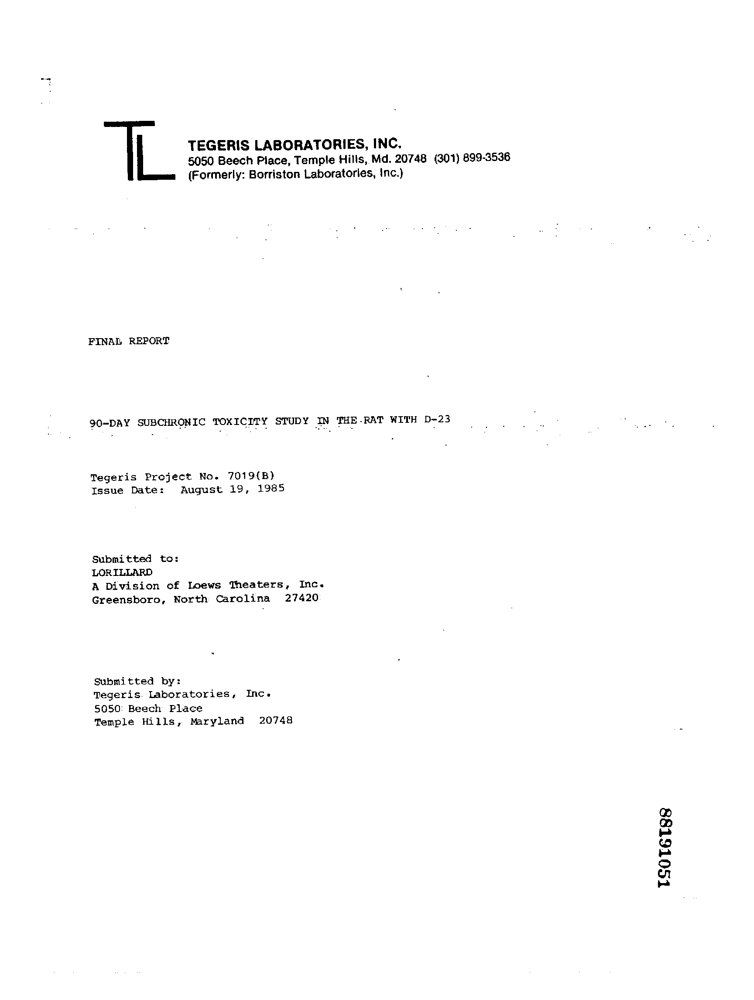 TL
TEGERIS LABORATORIES, INC.
5050 Beech Place, Temple Hills, Md. 20748 (301) 899-3536
(Formerly: Borriston Laboratories, Inc.)
FINAL REPORT
90-DAY SUBCHRONIC TOXICITY STUDY IN THE RAT WITH D-23
Tegeris Project No. 7019(B)
Issue Date: August 19, 1985
Submitted to:
LORILLARD
A Division of Loews Theaters, Inc.
Greensboro, North Carolina 27420
Submitted by:
Tegeris Laboratories, Inc.
5050 Beech Place
Temple Hills, Maryland 20748
88191051